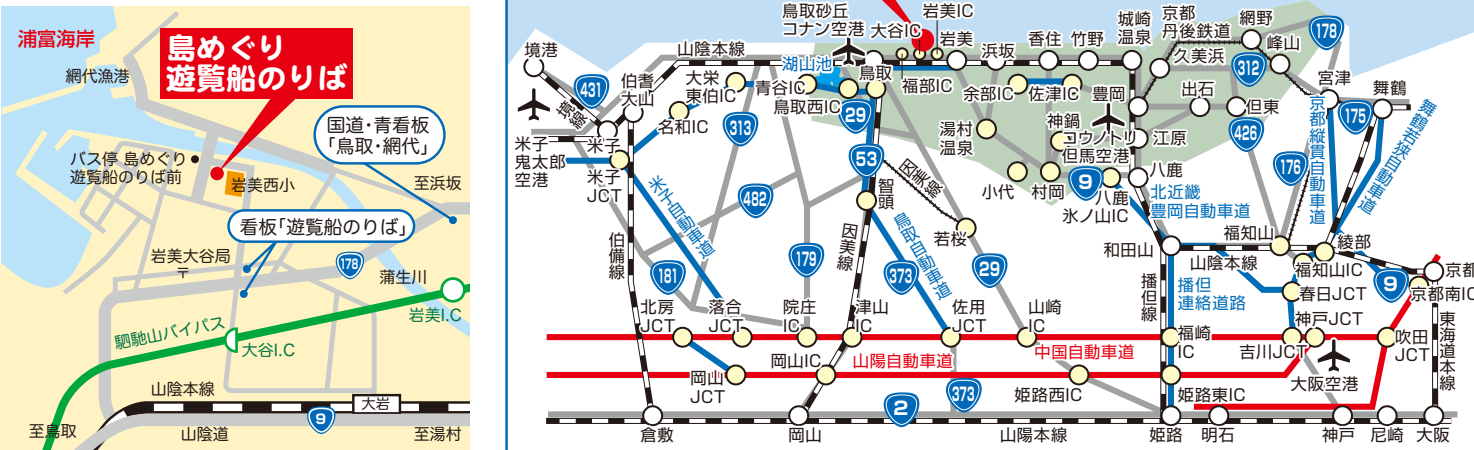 浦富海岸
島めぐり
遊覧船のりば
網代漁港
国道・青看板
「鳥取・網代」
バス停 島めぐり
遊覧船のりば前
岩美西小
至浜坂
看板「遊覧船のりば」
岩美大谷局
〒
178
蒲生川
岩美I.C
駟馳山バイパス
大谷I.C
山陰本線
大岩
9
至鳥取
山陰道
至湯村
鳥取砂丘
コナン空港
大谷IC
岩美IC
境港
山陰本線
湖山池
鳥取
岩美
浜坂
香住
竹野
城崎
温泉
京都
丹後鉄道
網野
久美浜
峰山
178
312
431
境線
伯耆
大山
大栄
東伯IC
青谷IC
鳥取西IC
福部IC
余部IC
佐津IC
豊岡
出石
但東
宮津
舞鶴
名和IC
313
29
米子
鬼太郎
空港
米子
米子
JCT
米子自動車道
482
53
因美線
智頭
湯村
温泉
神鍋
コウノトリ
但馬空港
江原
426
176
175
京都縦貫自動車道
舞鶴若狭自動車道
小代
村岡
9
八鹿
八鹿
氷ノ山IC
北近畿
豊岡自動車道
伯備線
181
179
因美線
373
鳥取自動車道
若桜
29
和田山
山陰本線
福知山
綾部
福知山IC
9
京都
京都南IC
播但線
播但
連絡道路
春日JCT
北房
JCT
落合
JCT
院庄
IC
津山
IC
佐用
JCT
山崎
IC
福崎
IC
神戸JCT
吉川JCT
吹田
JCT
東海道本線
岡山
JCT
岡山IC
山陽自動車道
中国自動車道
大阪空港
373
姫路西IC
姫路東IC
2
倉敷
岡山
山陽本線
姫路
明石
神戸
尼崎
大阪